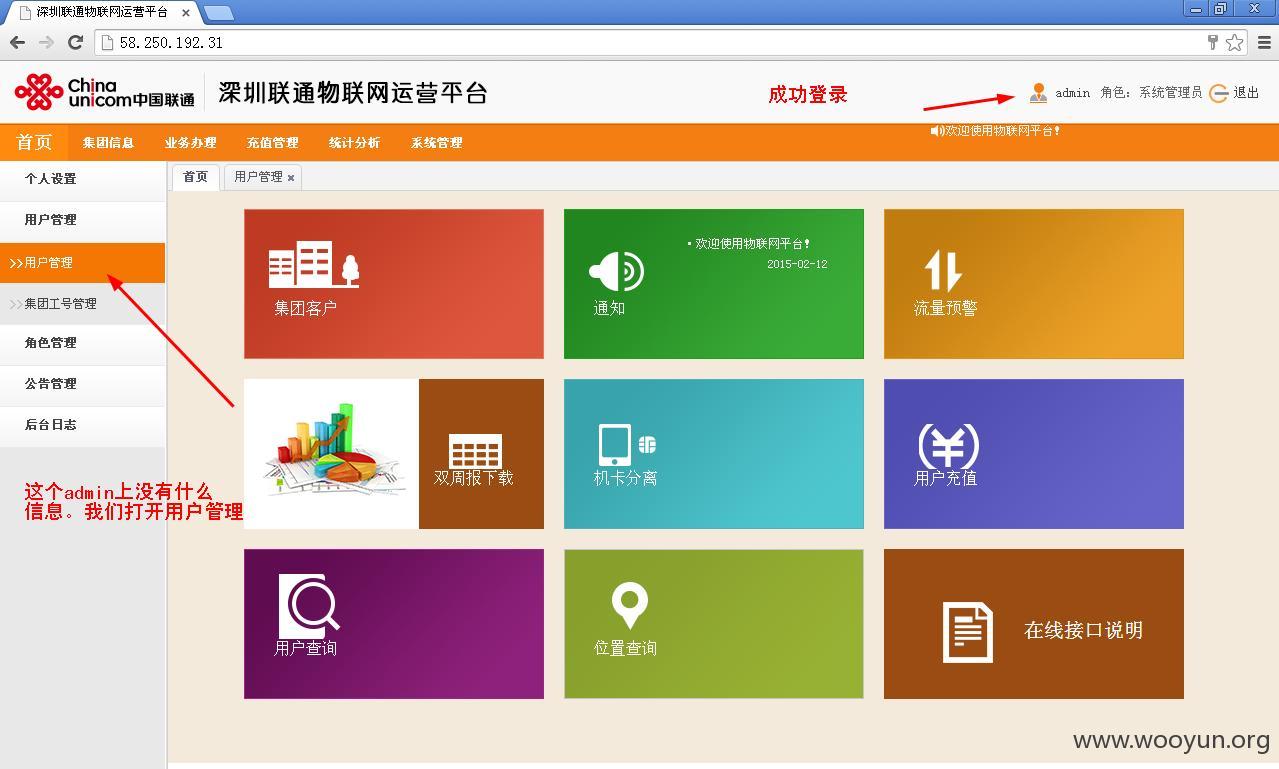 深圳联通物联网运营平台
58.250.192.31
China unicom中国联通
深圳联通物联网运营平台
成功登录
admin 角色：系统管理员 退出
首页 集团信息 业务办理 充值管理 统计分析 系统管理
欢迎使用物联网平台！
个人设置
用户管理
>>用户管理
>>集团工号管理
角色管理
公告管理
后台日志
这个admin上没有什么
信息。我们打开用户管理
首页 用户管理
集团客户
• 欢迎使用物联网平台！
2015-02-12
通知
流量预警
双周报下载
机卡分离
用户充值
用户查询
位置查询
在线接口说明
www.wooyun.org